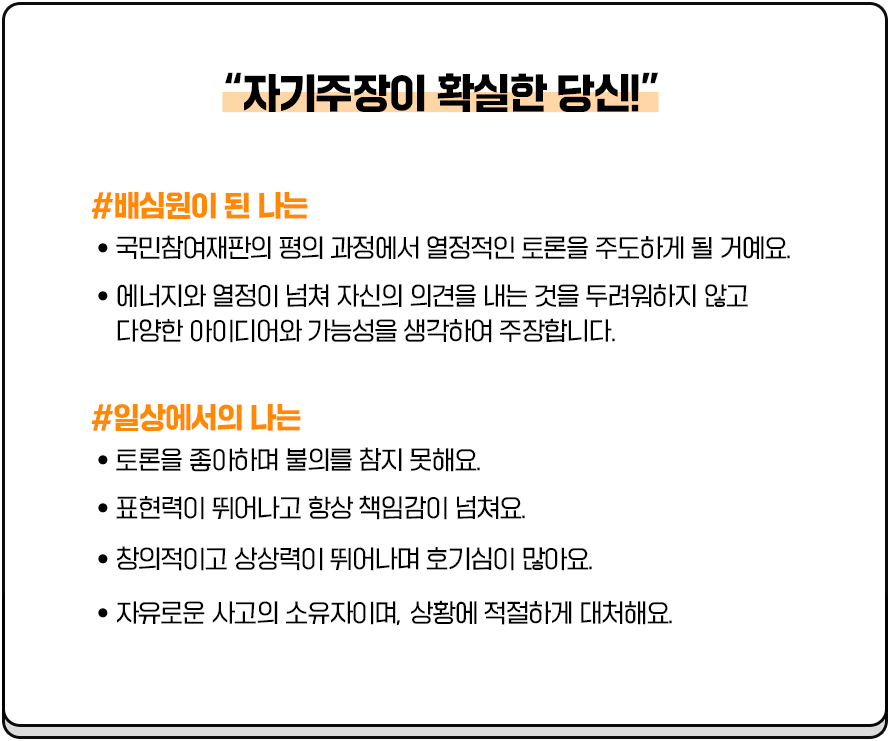 “자기주장이 확실한 당신!”
#배심원이 된 나는
• 국민참여재판의 평의 과정에서 열정적인 토론을 주도하게 될 거예요.
• 에너지와 열정이 넘쳐 자신의 의견을 내는 것을 두려워하지 않고
다양한 아이디어와 가능성을 생각하여 주장합니다.
#일상에서의 나는
• 토론을 좋아하며 불의를 참지 못해요.
• 표현력이 뛰어나고 항상 책임감이 넘쳐요.
• 창의적이고 상상력이 뛰어나며 호기심이 많아요.
• 자유로운 사고의 소유자이며, 상황에 적절하게 대처해요.